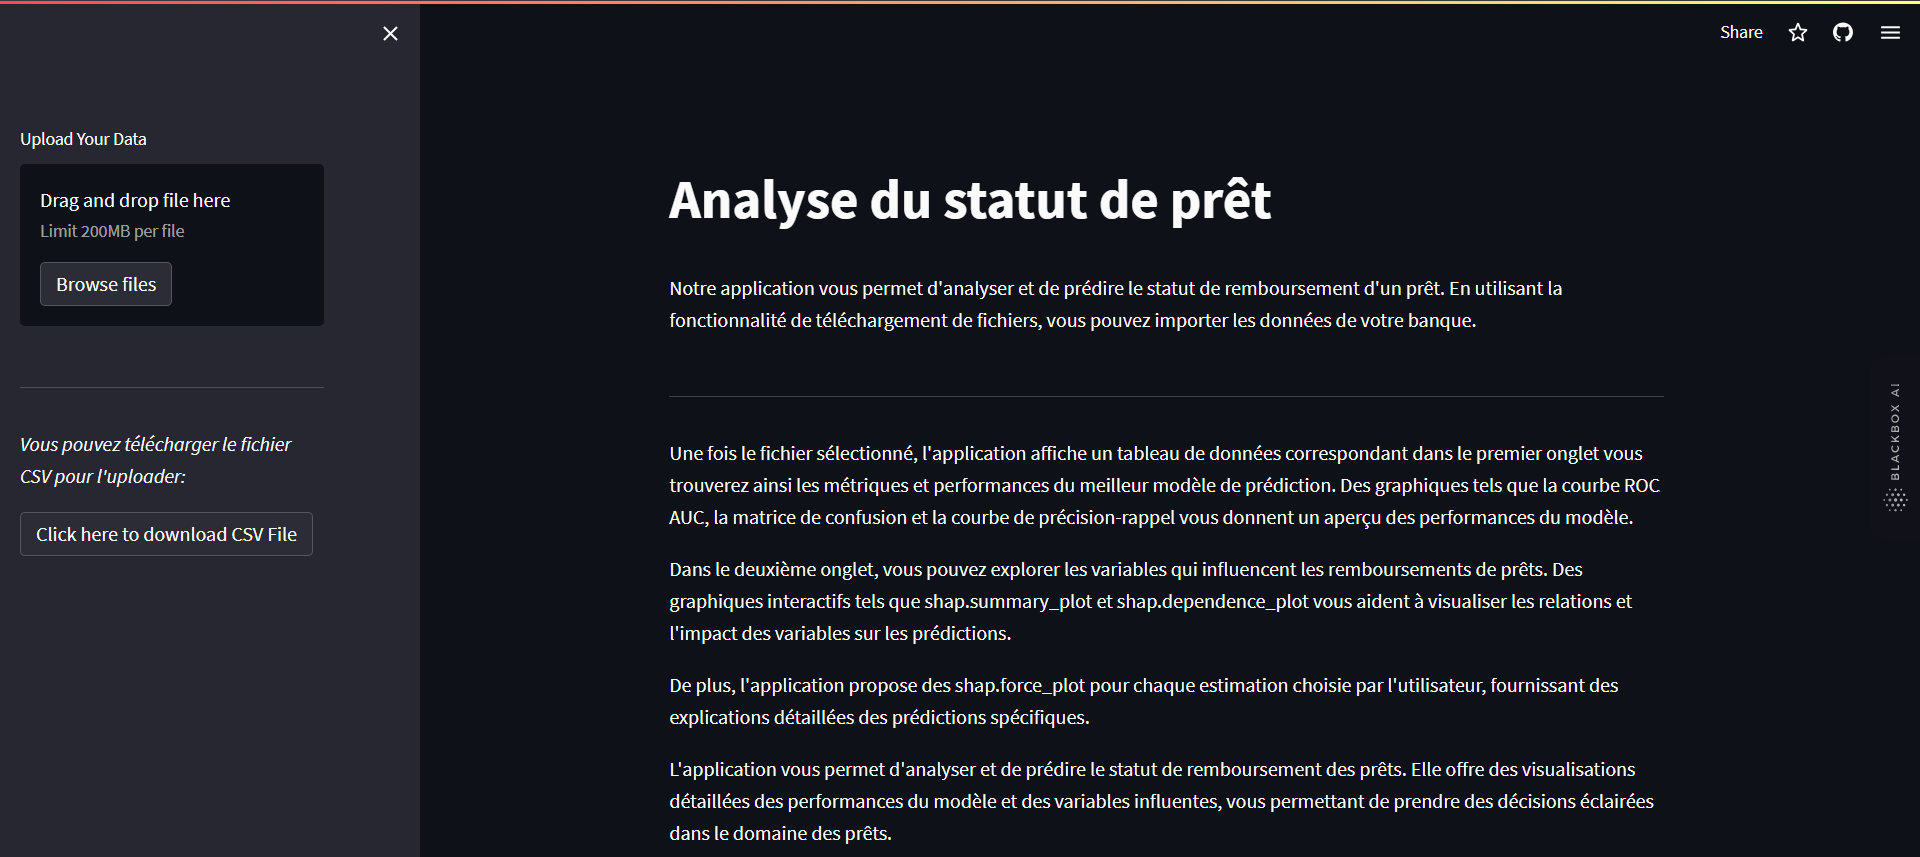 Share
Upload Your Data
Drag and drop file here
Limit 200MB per file
Browse files
Vous pouvez télécharger le fichier
CSV pour l'uploader:
Click here to download CSV File
Analyse du statut de prêt
Notre application vous permet d'analyser et de prédire le statut de remboursement d'un prêt. En utilisant la
fonctionnalité de téléchargement de fichiers, vous pouvez importer les données de votre banque.
Une fois le fichier sélectionné, l'application affiche un tableau de données correspondant dans le premier onglet vous
trouverez ainsi les métriques et performances du meilleur modèle de prédiction. Des graphiques tels que la courbe ROC
AUC, la matrice de confusion et la courbe de précision-rappel vous donnent un aperçu des performances du modèle.
Dans le deuxième onglet, vous pouvez explorer les variables qui influencent les remboursements de prêts. Des
graphiques interactifs tels que shap.summary_plot et shap.dependence_plot vous aident à visualiser les relations et
l'impact des variables sur les prédictions.
De plus, l'application propose des shap.force_plot pour chaque estimation choisie par l'utilisateur, fournissant des
explications détaillées des prédictions spécifiques.
L'application vous permet d'analyser et de prédire le statut de remboursement des prêts. Elle offre des visualisations
détaillées des performances du modèle et des variables influentes, vous permettant de prendre des décisions éclairées
dans le domaine des prêts.
BLACKBOX AI